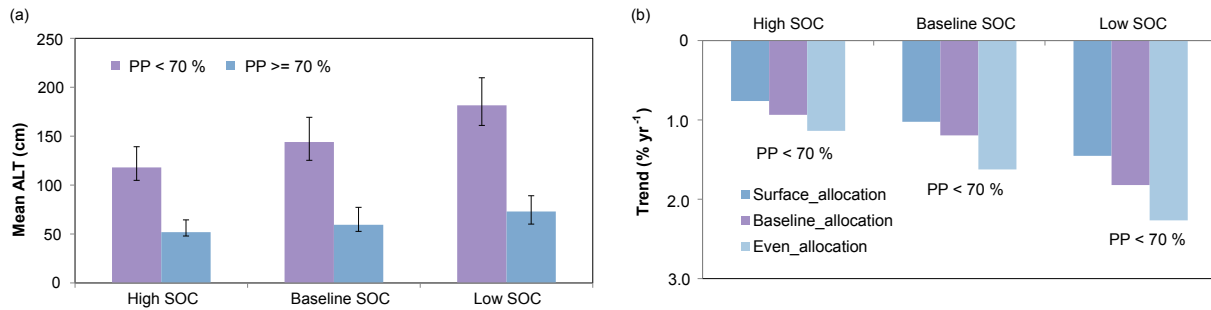 (a)
Mean ALT (cm)
250
200
150
100
50
0
PP < 70 %
PP >= 70 %
High SOC
Baseline SOC
Low SOC
(b)
High SOC
Baseline SOC
Low SOC
Trend (% yr⁻¹)
0
1.0
2.0
3.0
PP < 70 %
PP < 70 %
PP < 70 %
Surface_allocation
Baseline_allocation
Even_allocation